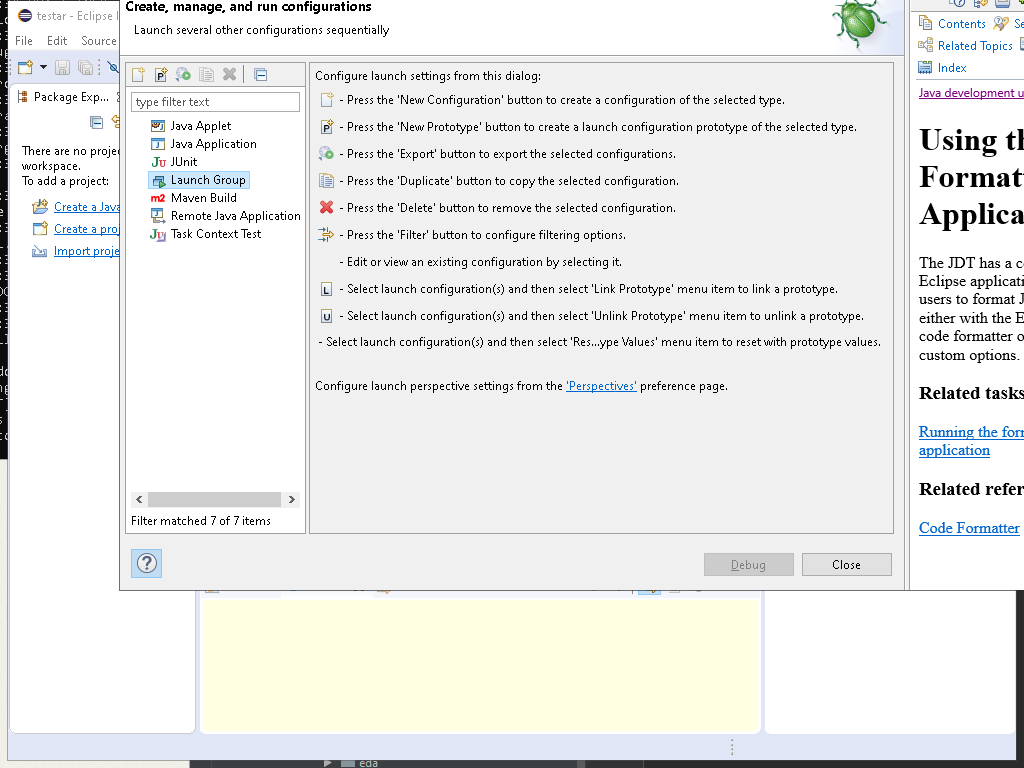 testar - Eclipse I
File Edit Source
Package Exp...
There are no
workspace.
To add a project:
Create a Java
Create a
Import
Create, manage, and run configurations
Launch several other configurations sequentially
type filter text
Java Applet
Java Application
JUnit
Launch Group
Maven Build
Remote Java Application
Task Context Test
Filter matched 7 of 7 items
Configure launch settings from this dialog:
- Press the 'New Configuration' button to create a configuration of the selected type.
- Press the 'New Prototype' button to create a launch configuration prototype of the selected type.
- Press the 'Export' button to export the selected configurations.
- Press the 'Duplicate' button to copy the selected configuration.
- Press the 'Delete' button to remove the selected configuration.
- Press the 'Filter' button to configure filtering options.
- Edit or view an existing configuration by selecting it.
- Select launch configuration(s) and then select 'Link Prototype' menu item to link a prototype.
- Select launch configuration(s) and then select 'Unlink Prototype' menu item to unlink a prototype.
- Select launch configuration(s) and then select 'Res...ype Values' menu item to reset with prototype values.
Configure launch perspective settings from the 'Perspectives' preference page.
Debug
Close
Contents Se
Related Topics
Index
Java development u
Using th
Formatt
Applica
The JDT has a
Eclipse applicati
users to format J
either with the E
code formatter o
custom options.
Related tasks
Running the for
application
Related refer
Code Formatter
eda